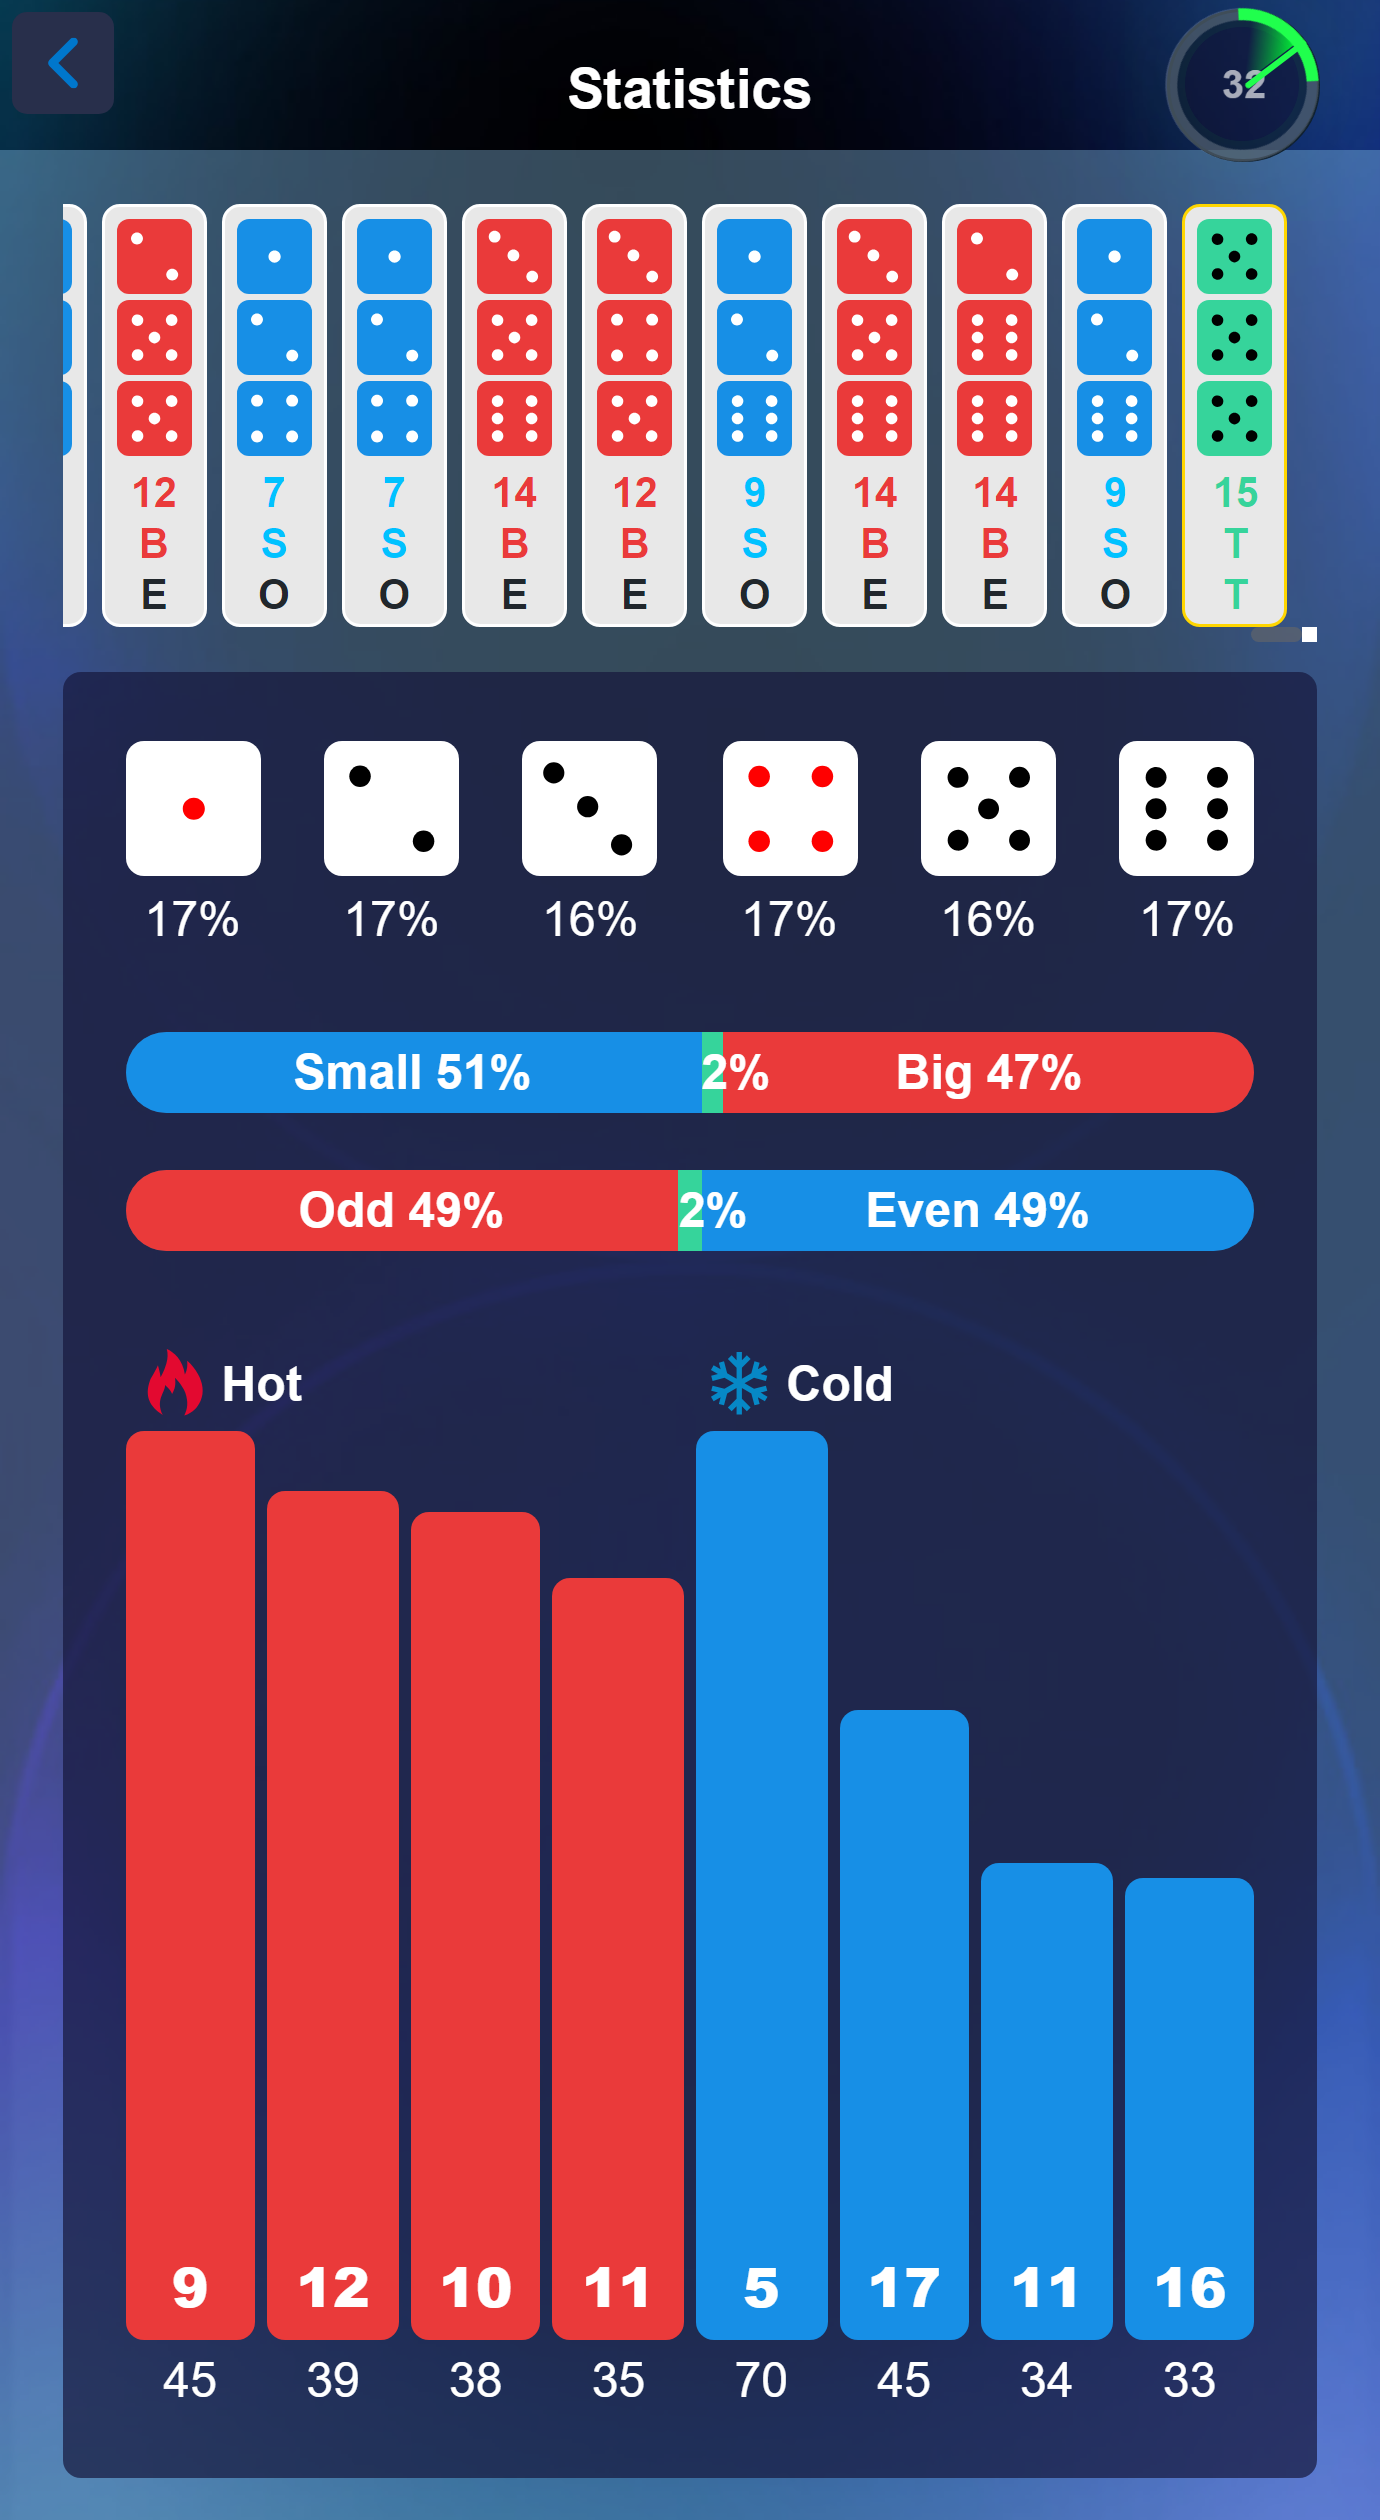 Statistics
32
12 7 7 14 12 9 14 14 9 15
B S S B B S B B S T
E O O E E O E E O T
17% 17% 16% 17% 16% 17%
Small 51% 2% Big 47%
Odd 49% 2% Even 49%
Hot Cold
9 12 10 11 5 17 11 16
45 39 38 35 70 45 34 33